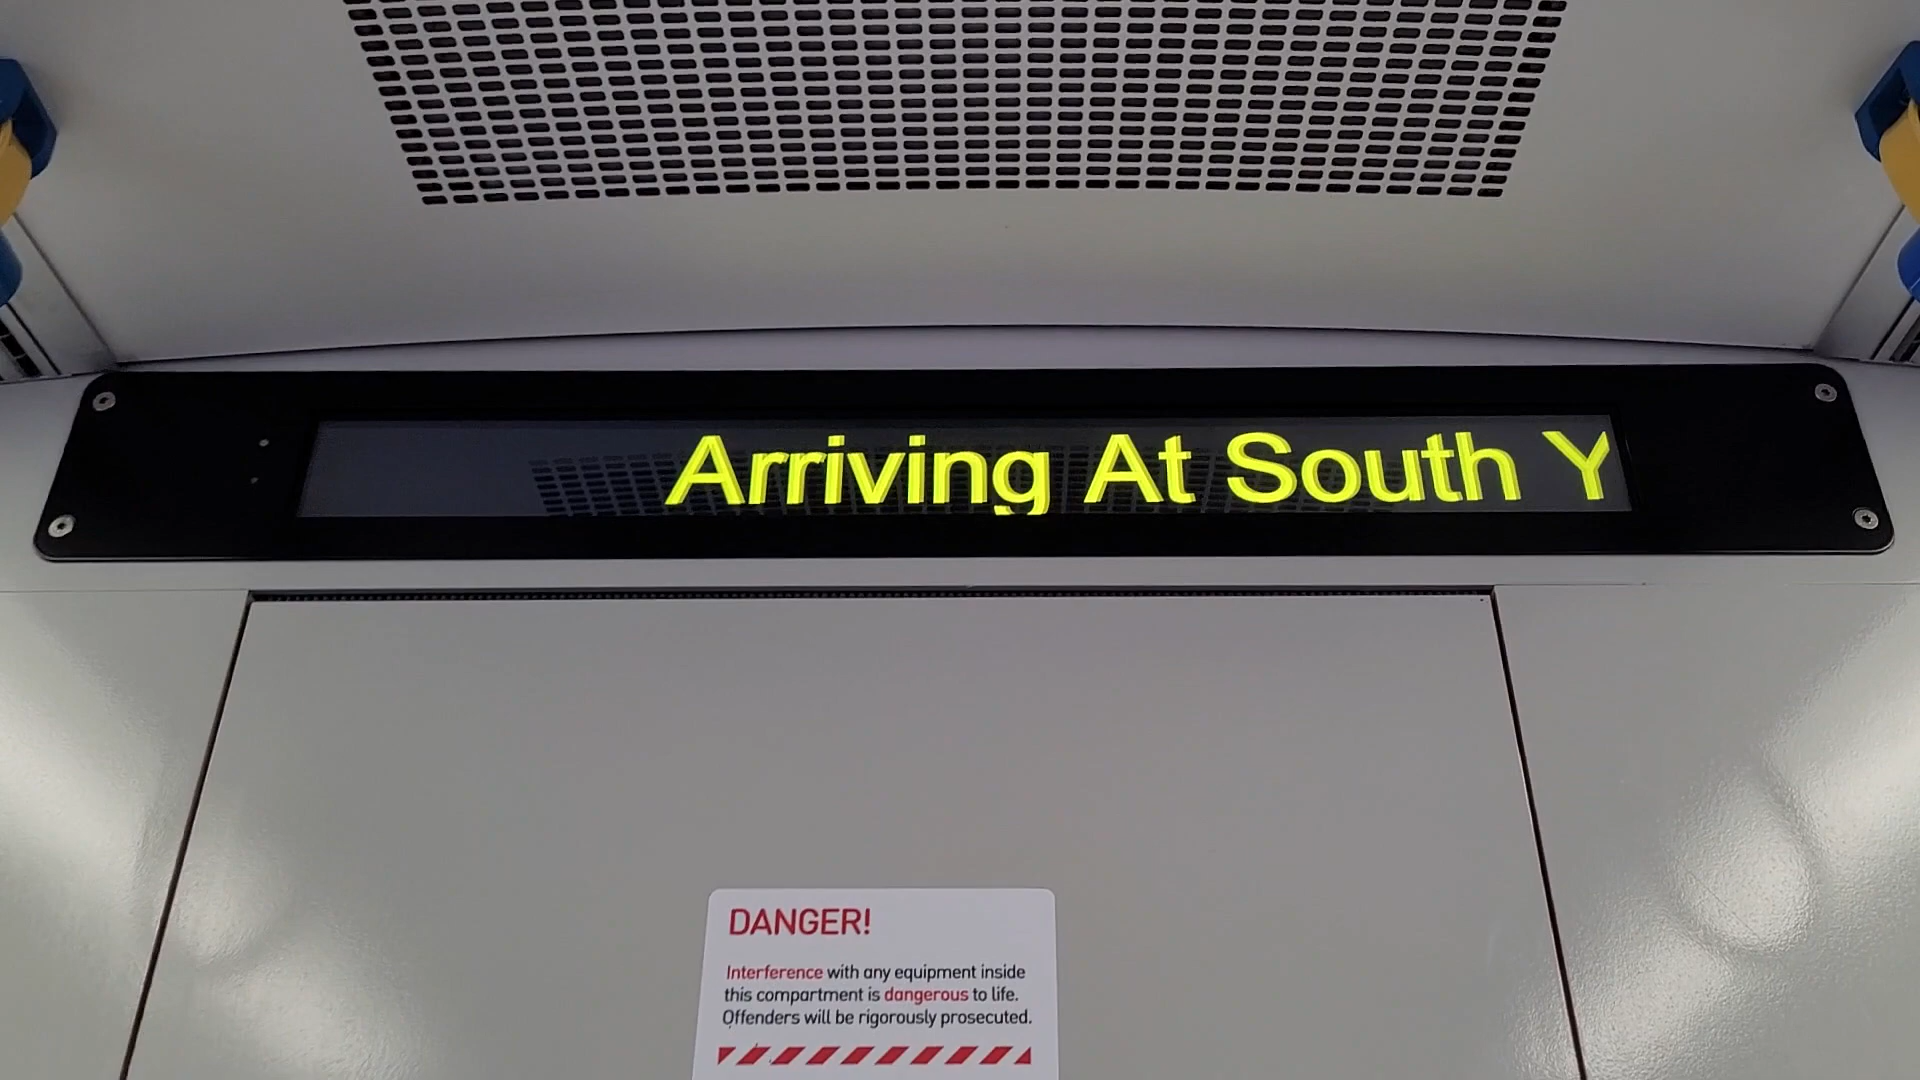 Arriving At South Y
DANGER!
Interference with any equipment inside
this compartment is dangerous to life.
Offenders will be rigorously prosecuted.